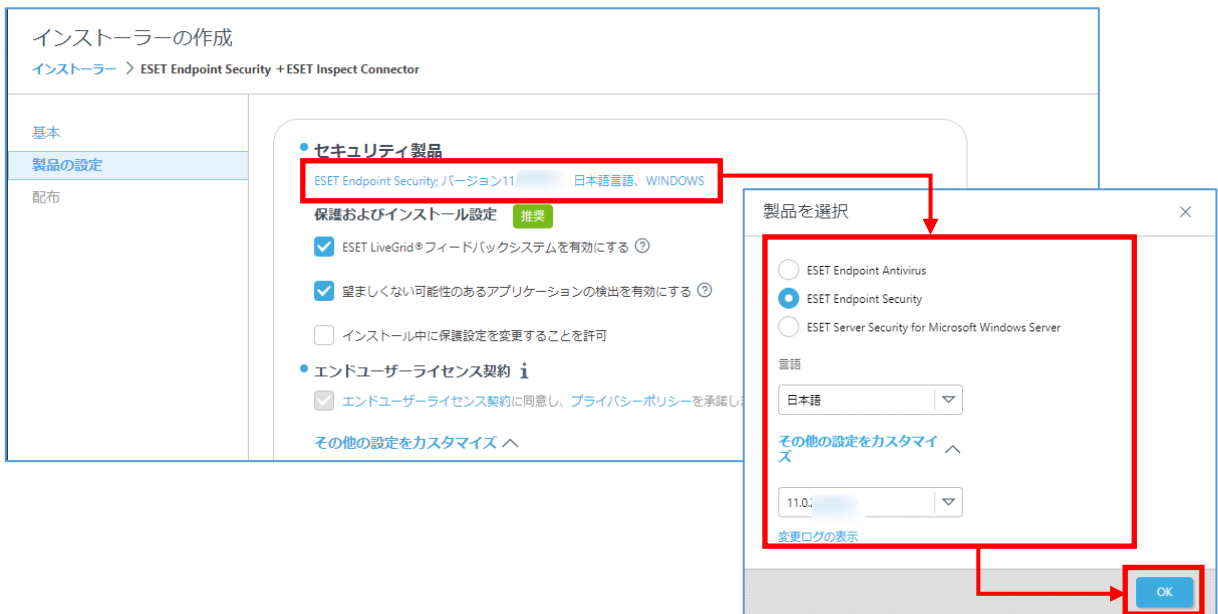 インストーラーの作成
インストーラー > ESET Endpoint Security +ESET Inspect Connector
基本
製品の設定
配布
セキュリティ製品
ESET Endpoint Security; バージョン11 日本語言語、WINDOWS
保護およびインストール設定 推奨
ESET LiveGrid®フィードバックシステムを有効にする ?
望ましくない可能性のあるアプリケーションの検出を有効にする ?
インストール中に保護設定を変更することを許可
エンドユーザーライセンス契約 i
エンドユーザーライセンス契約に同意し、プライバシーポリシーを承諾し
その他の設定をカスタマイズ
製品を選択
ESET Endpoint Antivirus
ESET Endpoint Security
ESET Server Security for Microsoft Windows Server
言語
日本語
その他の設定をカスタマイ
ズ
11.0.
変更ログの表示
OK